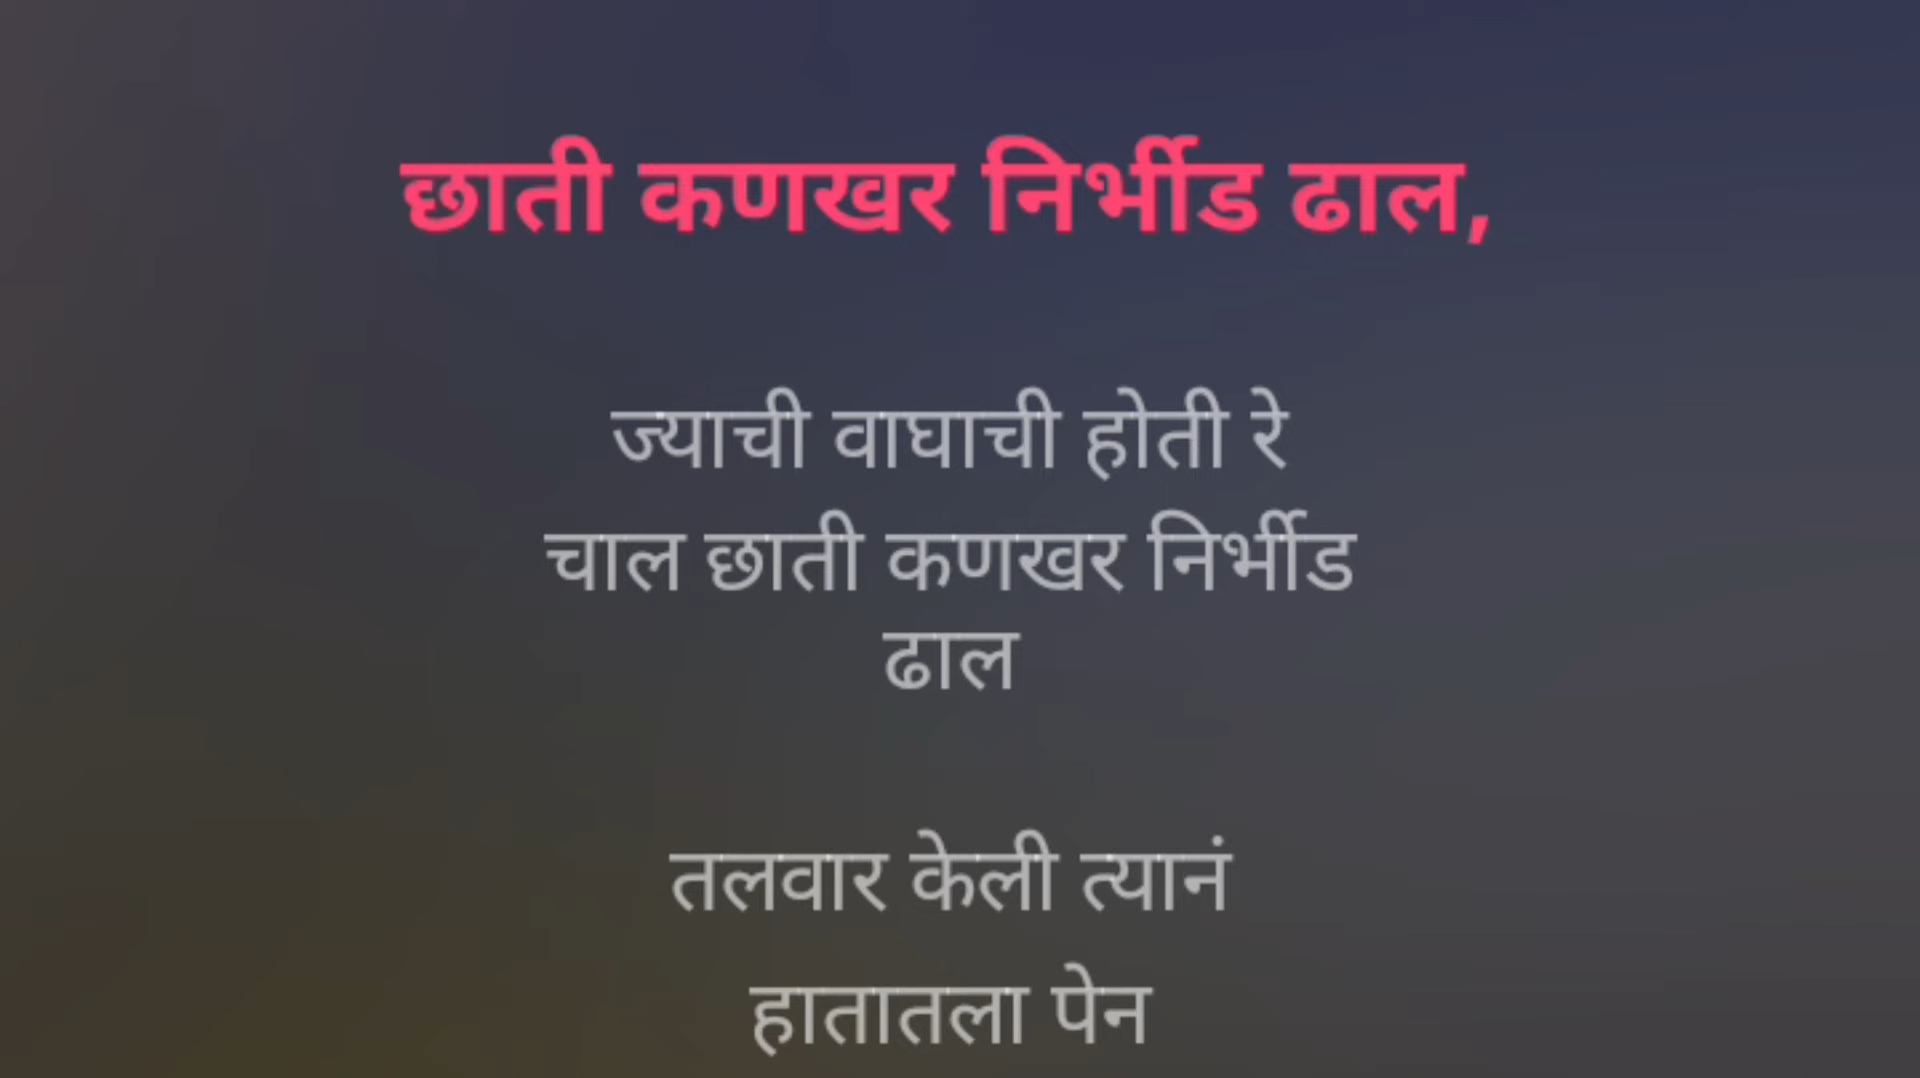 छाती कणखर निर्भीड ढाल,
ज्याची वाघाची होती रे
चाल छाती कणखर निर्भीड
ढाल
तलवार केली त्यानं
हातातला पेन